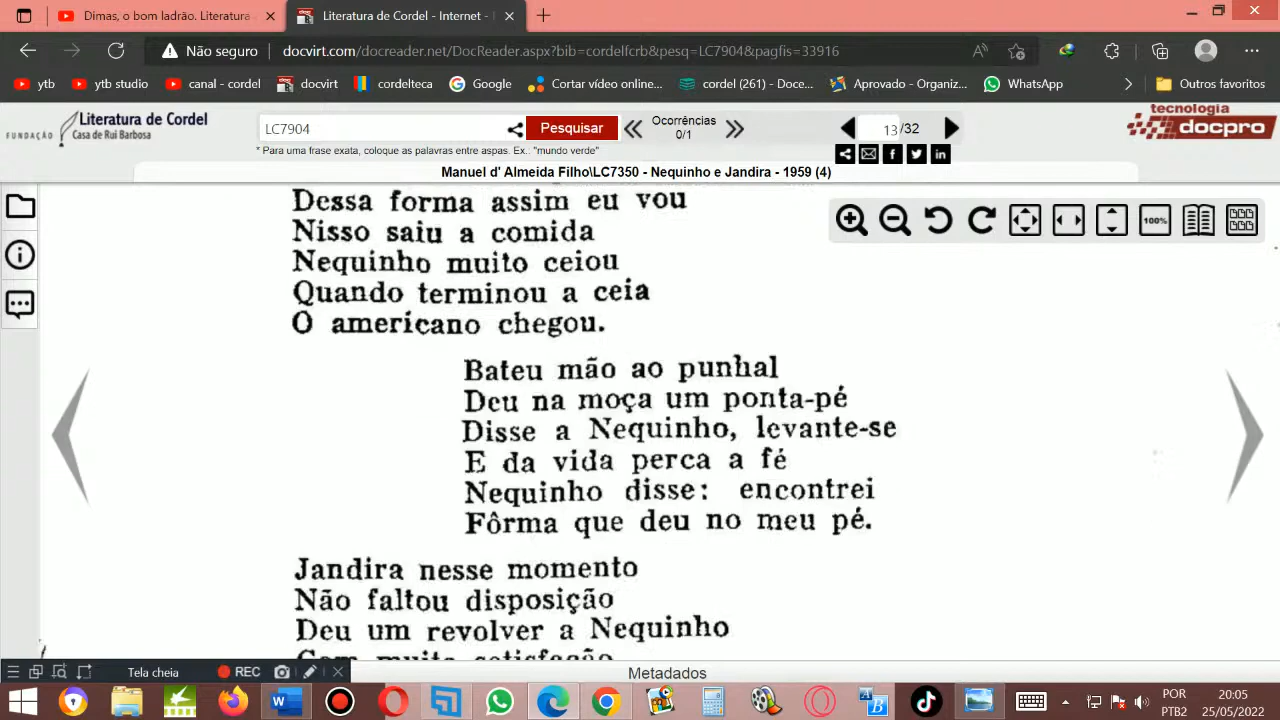 Dimas, o bom ladrão. Literatura
Literatura de Cordel - Internet -
Não seguro
docvirt.com/docreader.net/DocReader.aspx?bib=cordelfcrb&pesq=LC7904&pagfis=33916
ytb
ytb studio
canal - cordel
docvirt
cordelteca
Google
Cortar vídeo online...
cordel (261) - Doce...
Aprovado - Organiz...
WhatsApp
Outros favoritos
FUNDAÇÃO
Literatura de Cordel
Casa de Rui Barbosa
LC7904
Pesquisar
Ocorrências
0/1
13 /32
tecnologia
docpro
* Para uma frase exata, coloque as palavras entre aspas. Ex.: "mundo verde"
Manuel d' Almeida Filho\LC7350 - Nequinho e Jandira - 1959 (4)
100%
Dessa forma assim eu vou
Nisso saiu a comida
Nequinho muito ceiou
Quando terminou a ceia
O americano chegou.
Bateu mão ao punhal
Deu na moça um ponta-pé
Disse a Nequinho, levante-se
E da vida perca a fé
Nequinho disse: encontrei
Fôrma que deu no meu pé.
Jandira nesse momento
Não faltou disposição
Deu um revolver a Nequinho
Com muita satisfação
Tela cheia
REC
Metadados
POR
PTB2
20:05
25/05/2022